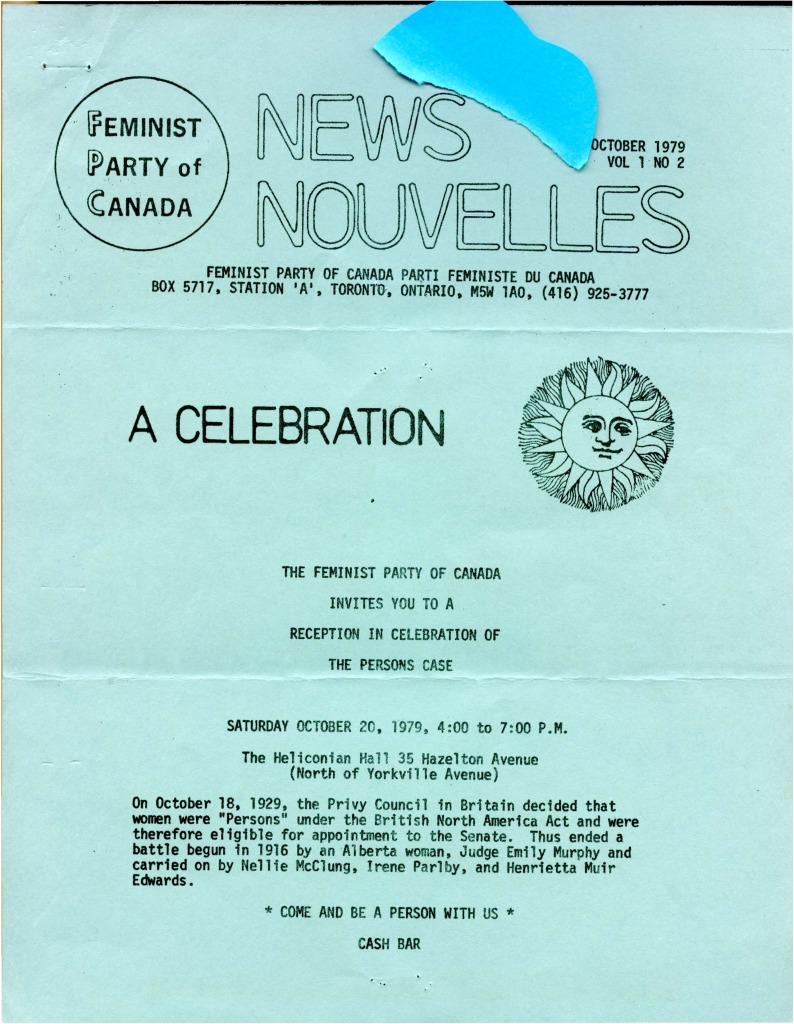 FEMINIST
PARTY of
CANADA
NEWS
NOUVELLES
OCTOBER 1979
VOL 1 NO 2
FEMINIST PARTY OF CANADA PARTI FEMINISTE DU CANADA
BOX 5717, STATION 'A', TORONTO, ONTARIO, M5W 1A0, (416) 925-3777
A CELEBRATION
THE FEMINIST PARTY OF CANADA
INVITES YOU TO A
RECEPTION IN CELEBRATION OF
THE PERSONS CASE
SATURDAY OCTOBER 20, 1979, 4:00 to 7:00 P.M.
The Heliconian Hall 35 Hazelton Avenue
(North of Yorkville Avenue)
On October 18, 1929, the Privy Council in Britain decided that
women were "Persons" under the British North America Act and were
therefore eligible for appointment to the Senate.  Thus ended a
battle begun in 1916 by an Alberta woman, Judge Emily Murphy and
carried on by Nellie McClung, Irene Parlby, and Henrietta Muir
Edwards.
* COME AND BE A PERSON WITH US *
CASH BAR